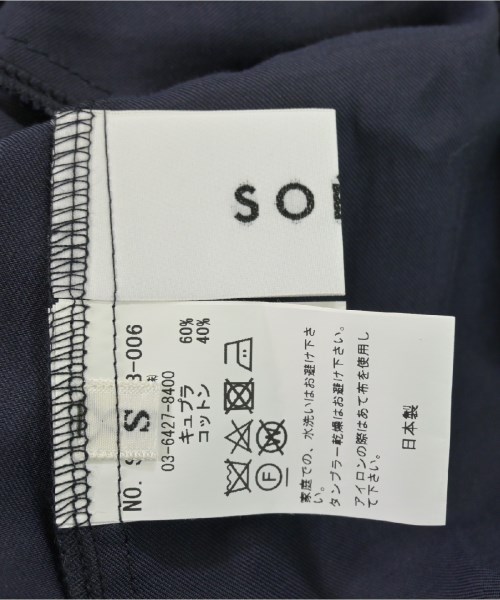 SO
NO. S
3-006
S
03-6427-8400
キュプラ 60%
コットン 40%
F
W
家庭での、水洗いはお避け下さ
い。
タンブラー乾燥はお避け下さい。
アイロンの際はあて布を使用し
て下さい。
日本製